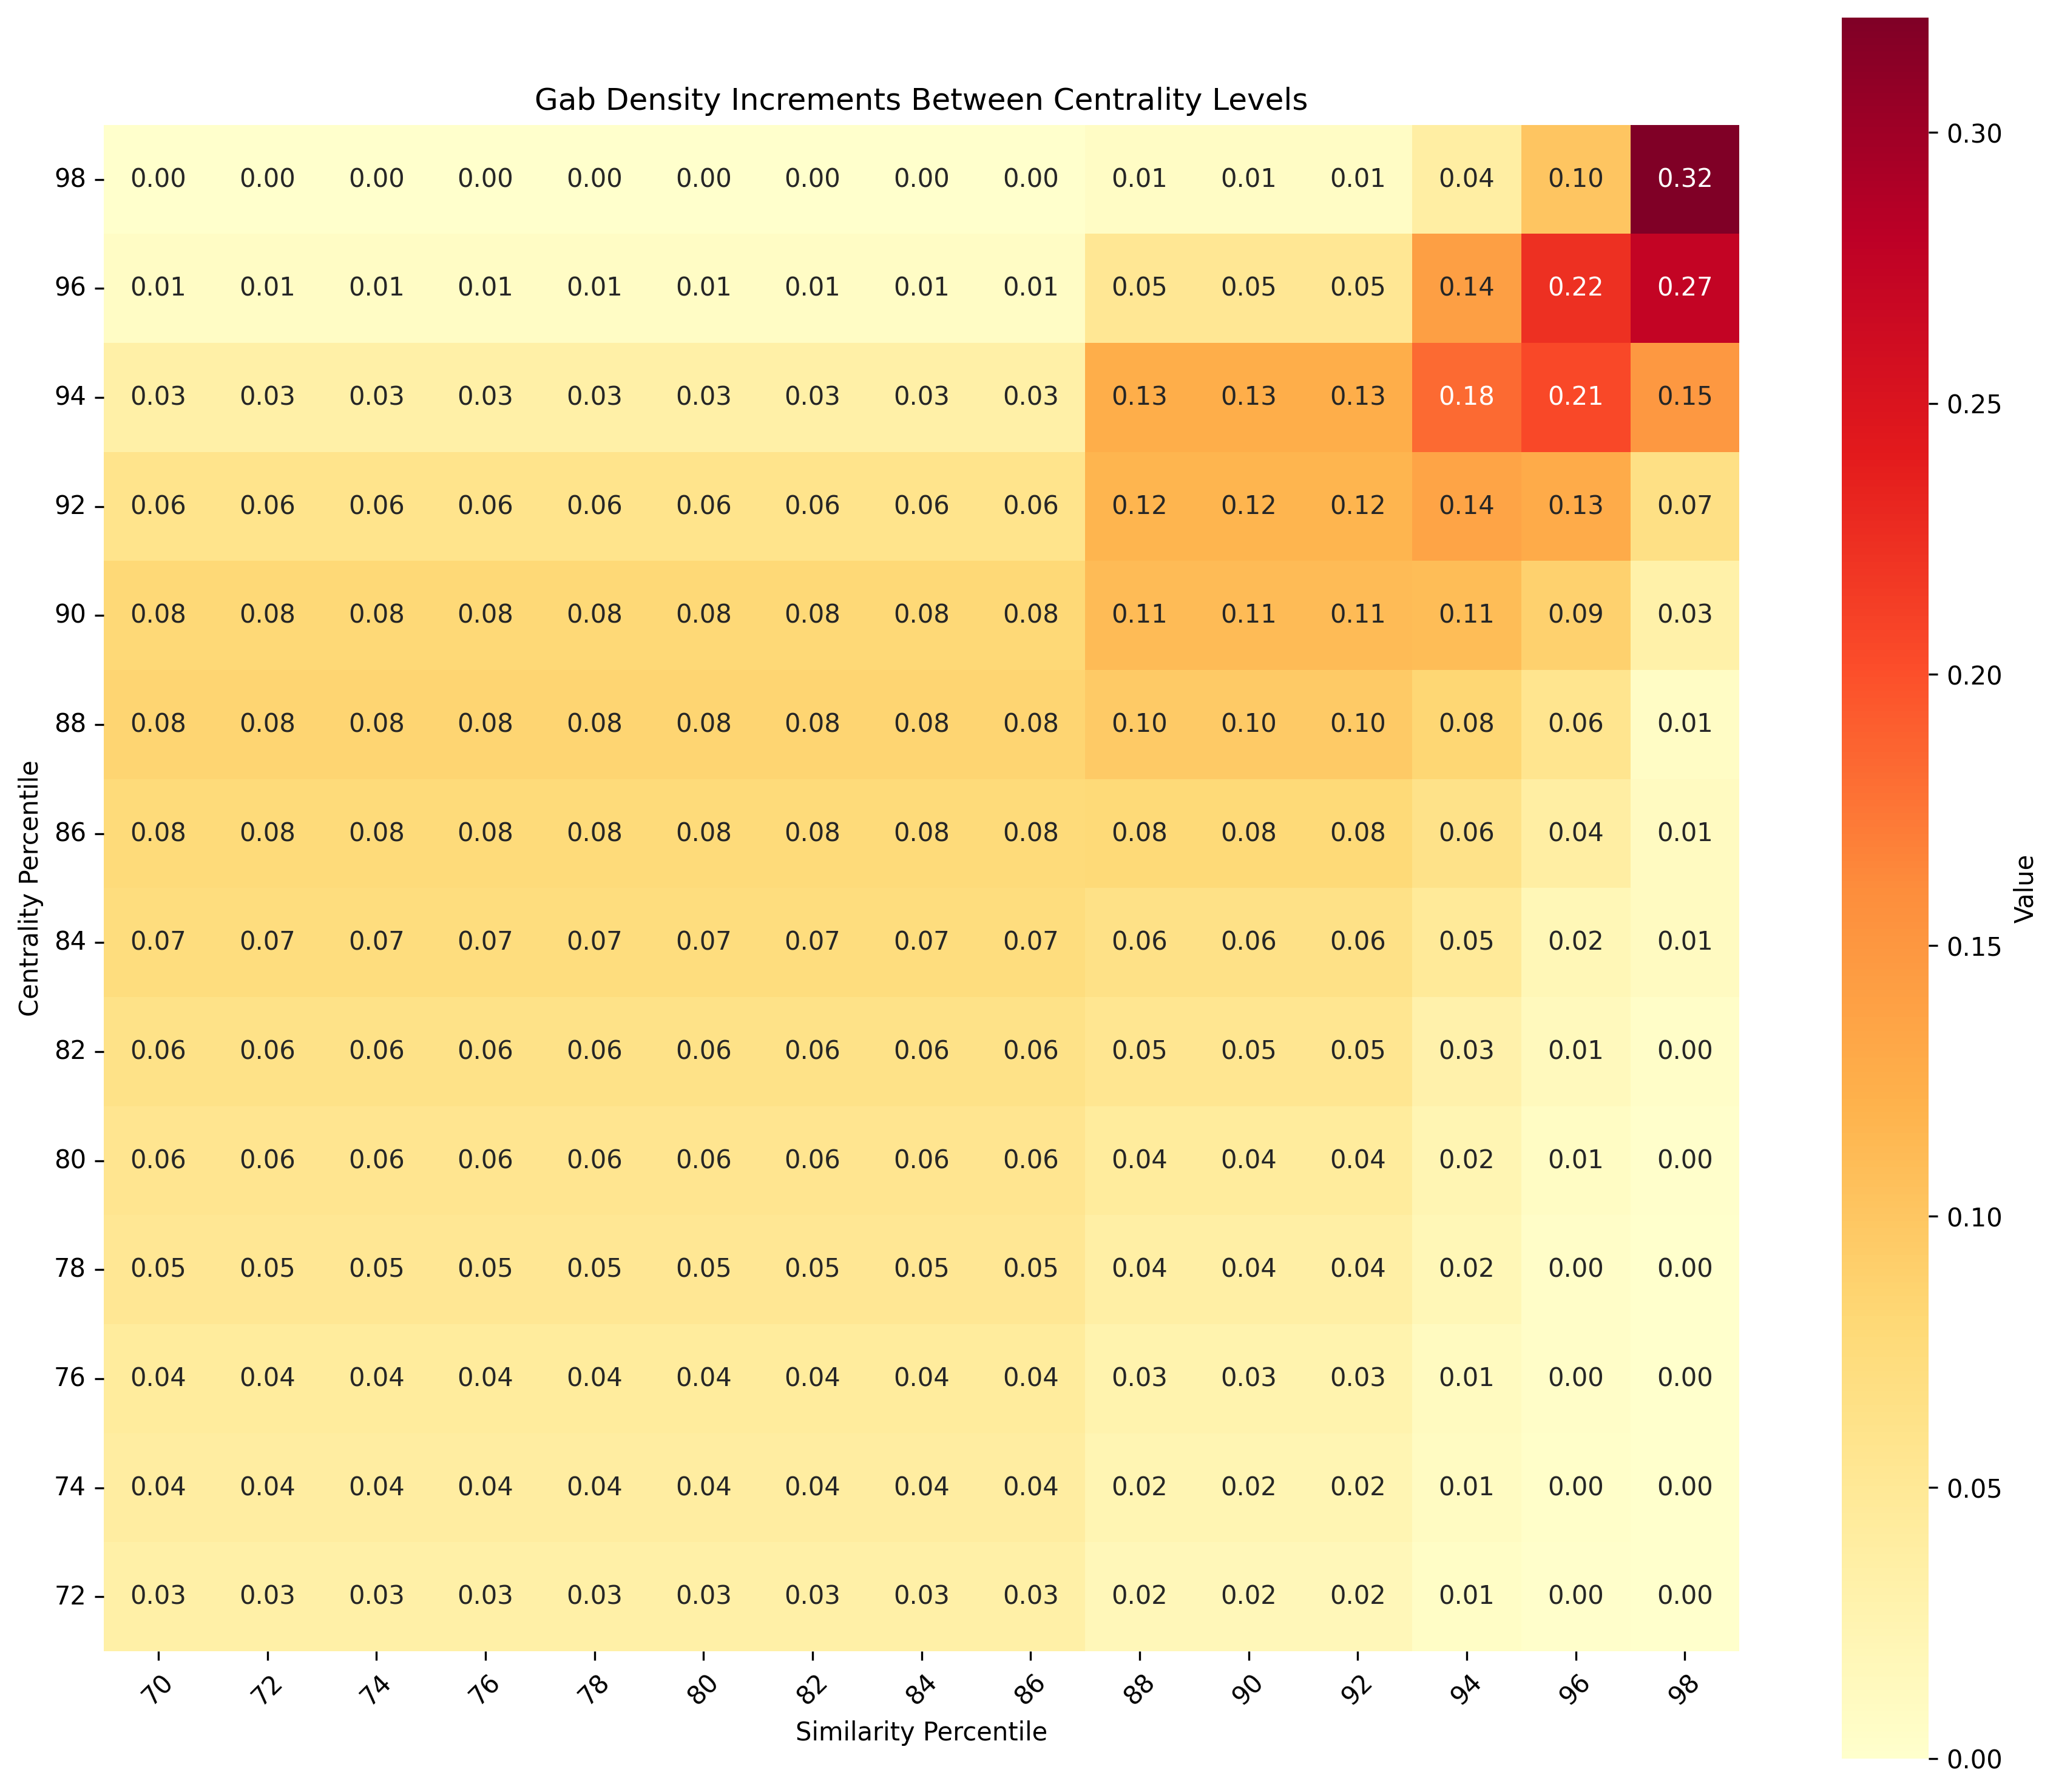 Gab Density Increments Between Centrality Levels
98 0.00 0.00 0.00 0.00 0.00 0.00 0.00 0.00 0.00 0.01 0.01 0.01 0.04 0.10 0.32
96 0.01 0.01 0.01 0.01 0.01 0.01 0.01 0.01 0.01 0.05 0.05 0.05 0.14 0.22 0.27
94 0.03 0.03 0.03 0.03 0.03 0.03 0.03 0.03 0.03 0.13 0.13 0.13 0.18 0.21 0.15
92 0.06 0.06 0.06 0.06 0.06 0.06 0.06 0.06 0.06 0.12 0.12 0.12 0.14 0.13 0.07
90 0.08 0.08 0.08 0.08 0.08 0.08 0.08 0.08 0.08 0.11 0.11 0.11 0.11 0.09 0.03
88 0.08 0.08 0.08 0.08 0.08 0.08 0.08 0.08 0.08 0.10 0.10 0.10 0.08 0.06 0.01
86 0.08 0.08 0.08 0.08 0.08 0.08 0.08 0.08 0.08 0.08 0.08 0.08 0.06 0.04 0.01
84 0.07 0.07 0.07 0.07 0.07 0.07 0.07 0.07 0.07 0.06 0.06 0.06 0.05 0.02 0.01
82 0.06 0.06 0.06 0.06 0.06 0.06 0.06 0.06 0.06 0.05 0.05 0.05 0.03 0.01 0.00
80 0.06 0.06 0.06 0.06 0.06 0.06 0.06 0.06 0.06 0.04 0.04 0.04 0.02 0.01 0.00
78 0.05 0.05 0.05 0.05 0.05 0.05 0.05 0.05 0.05 0.04 0.04 0.04 0.02 0.00 0.00
76 0.04 0.04 0.04 0.04 0.04 0.04 0.04 0.04 0.04 0.03 0.03 0.03 0.01 0.00 0.00
74 0.04 0.04 0.04 0.04 0.04 0.04 0.04 0.04 0.04 0.02 0.02 0.02 0.01 0.00 0.00
72 0.03 0.03 0.03 0.03 0.03 0.03 0.03 0.03 0.03 0.02 0.02 0.02 0.01 0.00 0.00
70 72 74 76 78 80 82 84 86 88 90 92 94 96 98
Similarity Percentile
Centrality Percentile
0.30
0.25
0.20
0.15
0.10
0.05
0.00
Value